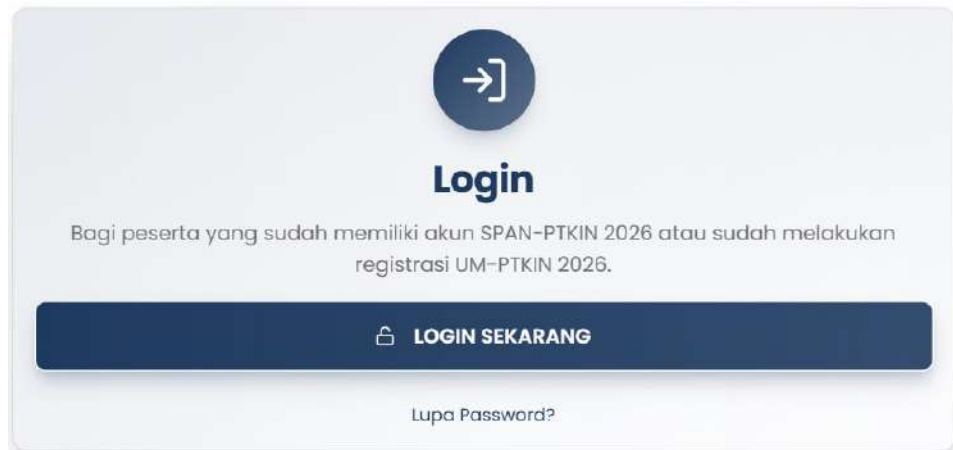 Login
Bagi peserta yang sudah memiliki akun SPAN-PTKIN 2026 atau sudah melakukan
registrasi UM-PTKIN 2026.
LOGIN SEKARANG
Lupa Password?